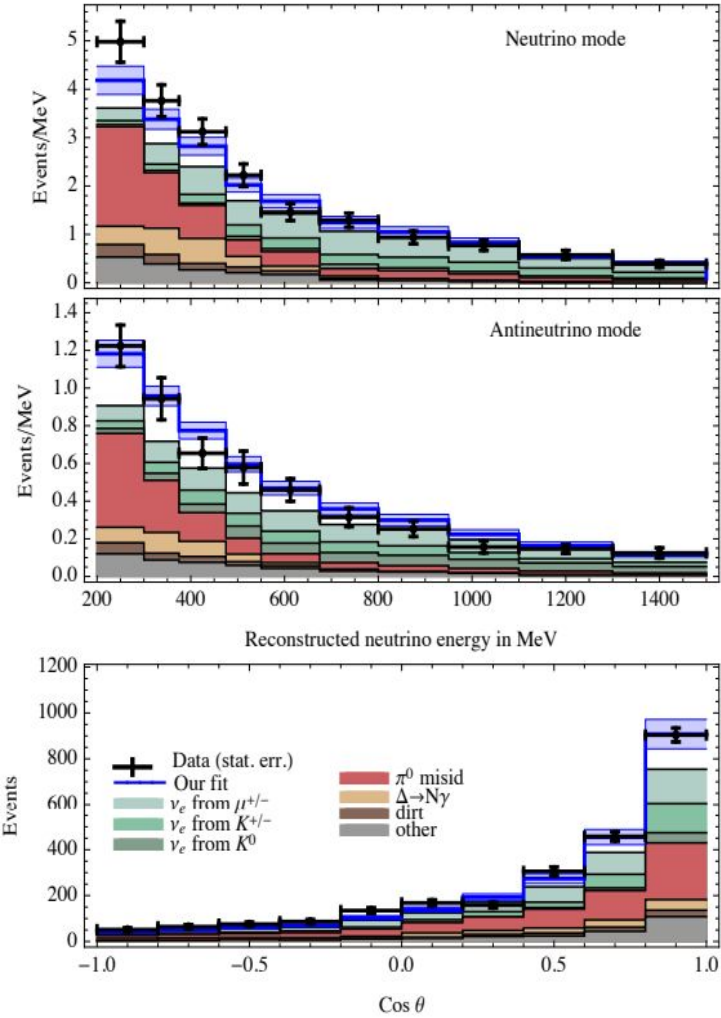 Neutrino mode
5
4
3
2
1
0
Events/MeV
Antineutrino mode
1.4
1.2
1.0
0.8
0.6
0.4
0.2
0.0
Events/MeV
200 400 600 800 1000 1200 1400
Reconstructed neutrino energy in MeV
1200
1000
800
600
400
200
0
Events
Data (stat. err.)
Our fit
νe from μ+/−
νe from K+/−
νe from K0
π0 misid
Δ→Nγ
dirt
other
−1.0 −0.5 0.0 0.5 1.0
Cos θ